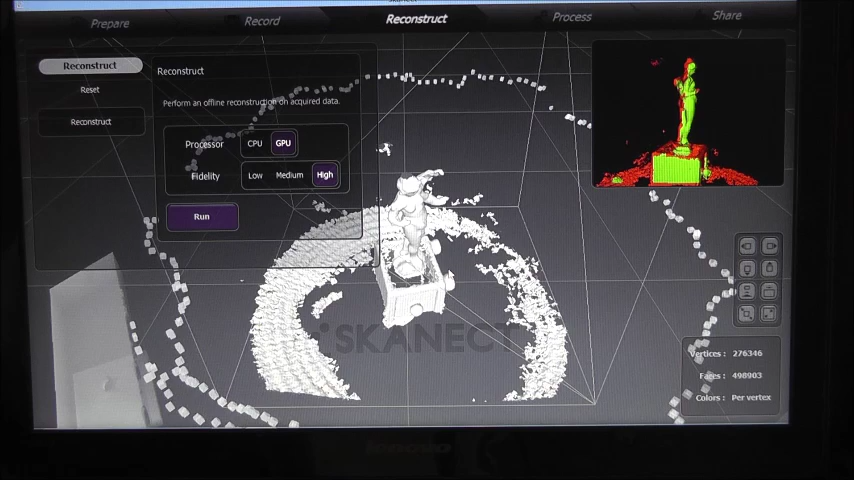 Prepare
Record
Reconstruct
Process
Share
Reconstruct
Reset
Reconstruct
Reconstruct
Perform an offline reconstruction on acquired data.
Processor CPU GPU
Fidelity Low Medium High
Run
SKANECT
Vertices : 276346
Faces : 498903
Colors : Per vertex